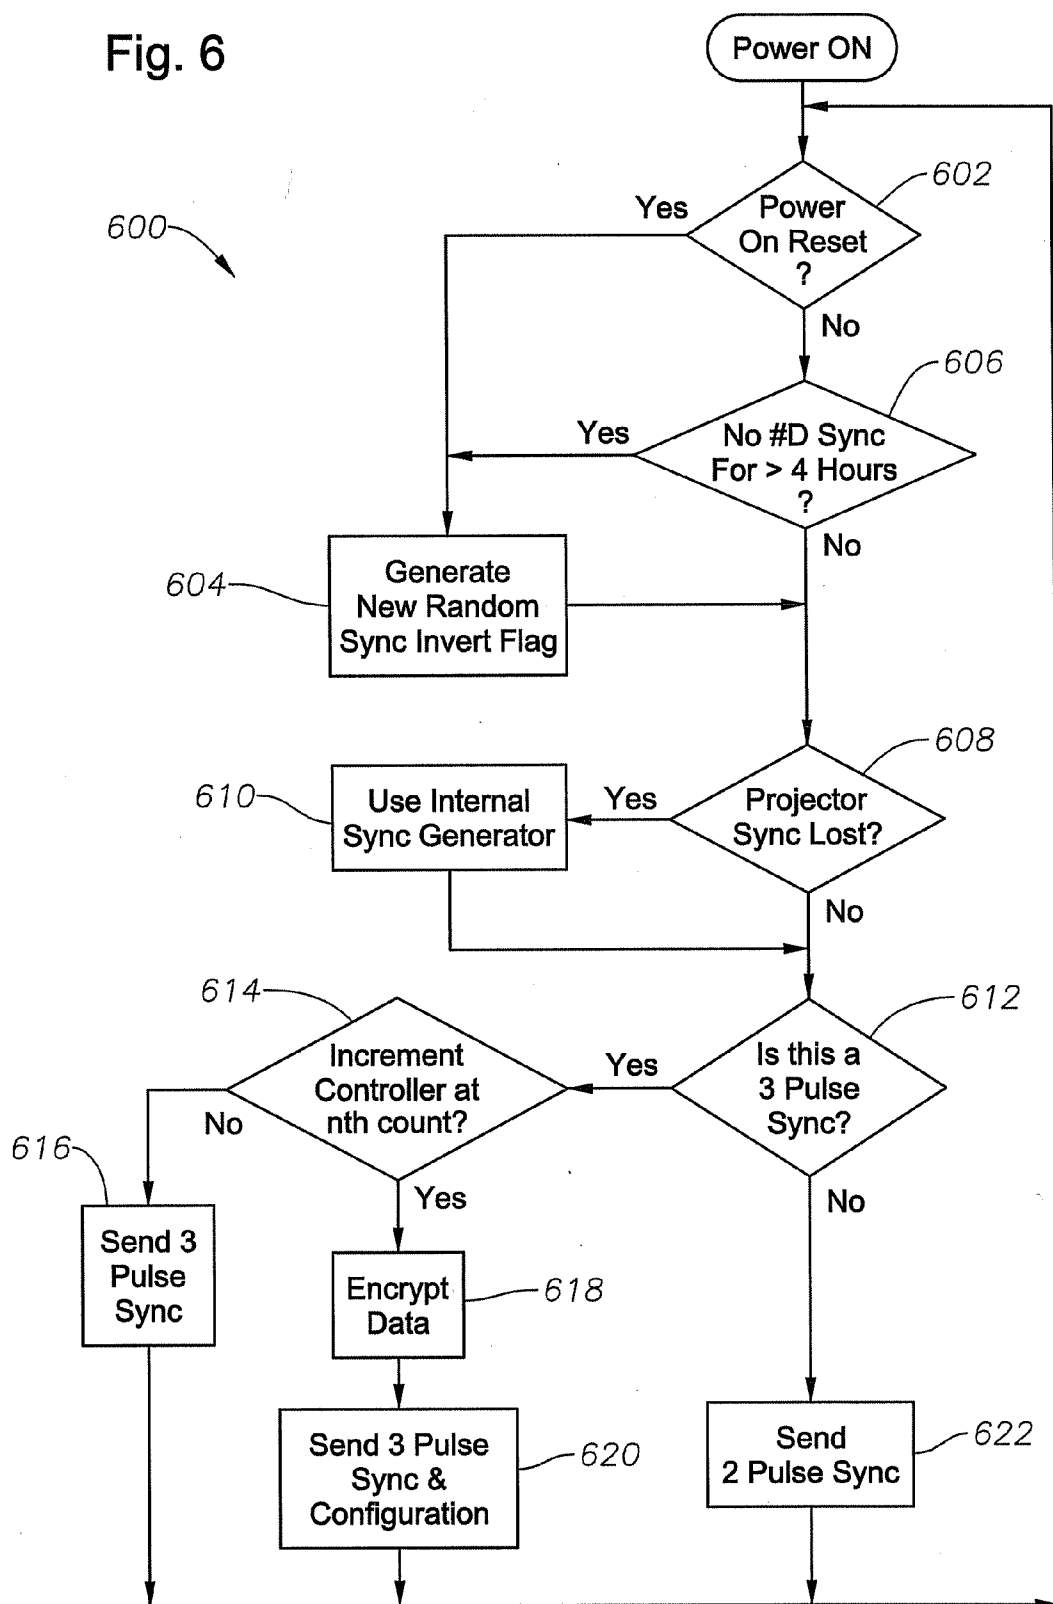 Fig. 6
Power ON
602
Yes
Power
On Reset
?
600
No
606
Yes
No #D Sync
For > 4 Hours
?
No
604
Generate
New Random
Sync Invert Flag
608
610
Use Internal
Sync Generator
Yes
Projector
Sync Lost?
No
614
612
Increment
Controller at
nth count?
Yes
Is this a
3 Pulse
Sync?
No
616
Yes
No
Send 3
Pulse
Sync
Encrypt
Data
618
Send 3 Pulse
Sync &
Configuration
620
Send
2 Pulse Sync
622